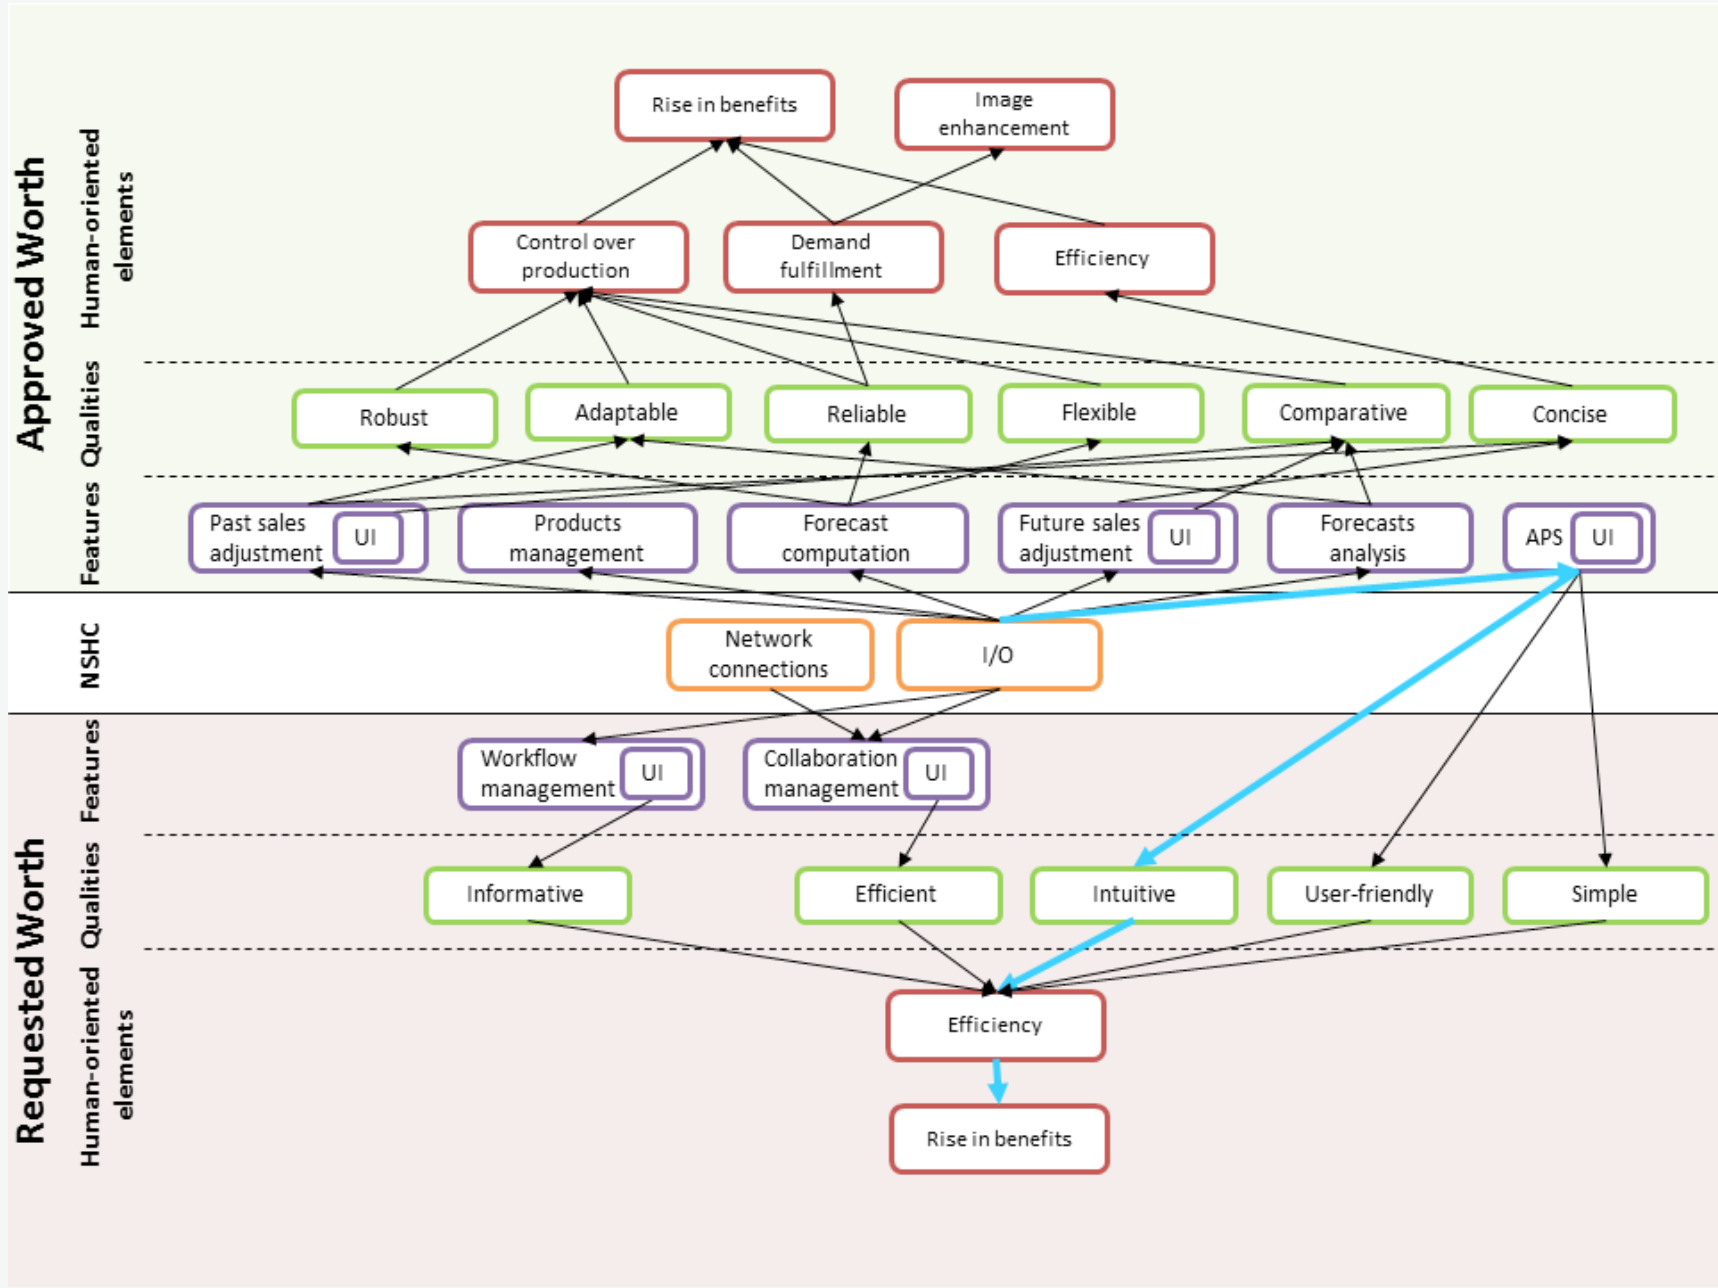 Approved Worth
Human-oriented
elements
Rise in benefits
Image
enhancement
Control over
production
Demand
fulfillment
Efficiency
Qualities
Robust
Adaptable
Reliable
Flexible
Comparative
Concise
Features
Past sales
adjustment
UI
Products
management
Forecast
computation
Future sales
adjustment
UI
Forecasts
analysis
APS
UI
NSHC
Network
connections
I/O
Requested Worth
Features
Workflow
management
UI
Collaboration
management
UI
Qualities
Informative
Efficient
Intuitive
User-friendly
Simple
Human-oriented
elements
Efficiency
Rise in benefits